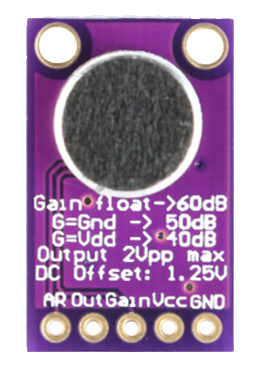 Gain float->60dB
G=Gnd -> 50dB
G=Vdd -> 40dB
Output 2Vpp max
DC Offset: 1.25V
AR Out Gain Vcc GND